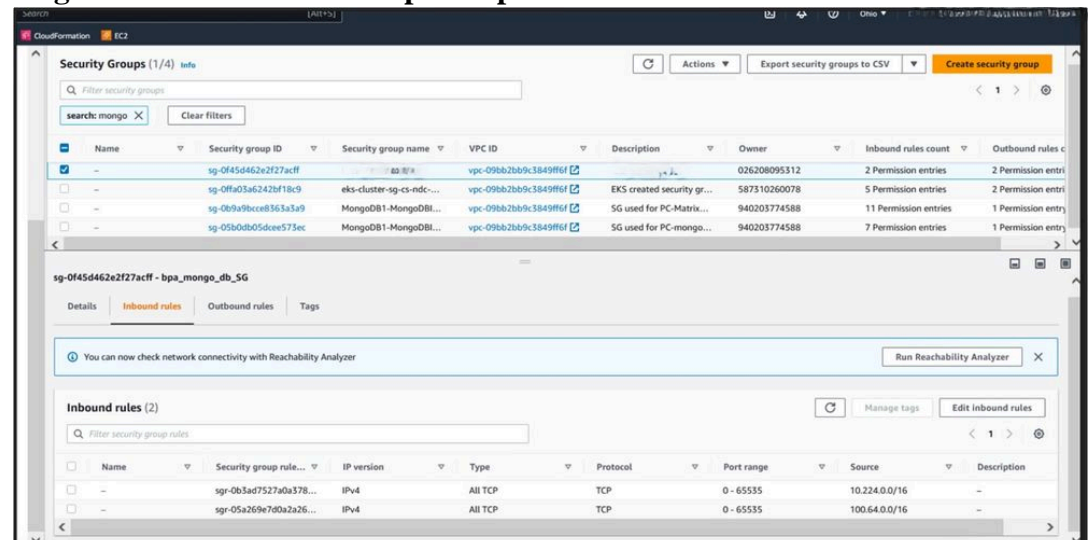 Search [Alt+S] Ohio ▼
CloudFormation EC2
Security Groups (1/4) Info Actions ▼ Export security groups to CSV ▼ Create security group
Filter security groups < 1 >
search: mongo X Clear filters
Name Security group ID Security group name VPC ID Description Owner Inbound rules count Outbound rules c
– sg-0f45d462e2f27acff vpc-09bb2bb9c3849ff6f 026208095312 2 Permission entries 2 Permission entri
– sg-0ffa03a6242bf18c9 eks-cluster-sg-cs-ndc-... vpc-09bb2bb9c3849ff6f EKS created security gr... 587310260078 5 Permission entries 2 Permission entri
– sg-0b9a9bcce8363a3a9 MongoDB1-MongoDBI... vpc-09bb2bb9c3849ff6f SG used for PC-Matrix... 940203774588 11 Permission entries 1 Permission entry
– sg-05b0db05dcee573ec MongoDB1-MongoDBI... vpc-09bb2bb9c3849ff6f SG used for PC-mongo... 940203774588 7 Permission entries 1 Permission entry
sg-0f45d462e2f27acff - bpa_mongo_db_SG
Details Inbound rules Outbound rules Tags
You can now check network connectivity with Reachability Analyzer Run Reachability Analyzer X
Inbound rules (2) Manage tags Edit inbound rules
Filter security group rules < 1 >
Name Security group rule... IP version Type Protocol Port range Source Description
– sgr-0b3ad7527a0a378... IPv4 All TCP TCP 0 - 65535 10.224.0.0/16 –
– sgr-05a269e7d0a2a26... IPv4 All TCP TCP 0 - 65535 100.64.0.0/16 –